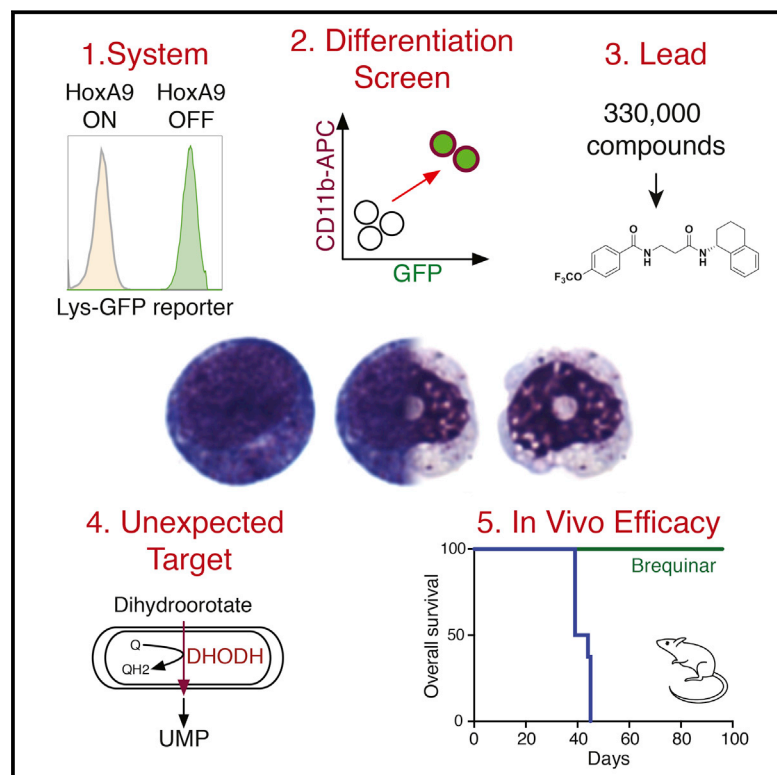 1.System
HoxA9 HoxA9
ON OFF
Lys-GFP reporter
2. Differentiation
Screen
CD11b-APC
GFP
3. Lead
330,000
compounds
O O
N
H
N
H
F₃CO
4. Unexpected
Target
Dihydroorotate
Q
QH2
DHODH
UMP
5. In Vivo Efficacy
Overall survival
100
50
0
Brequinar
0 20 40 60 80 100
Days